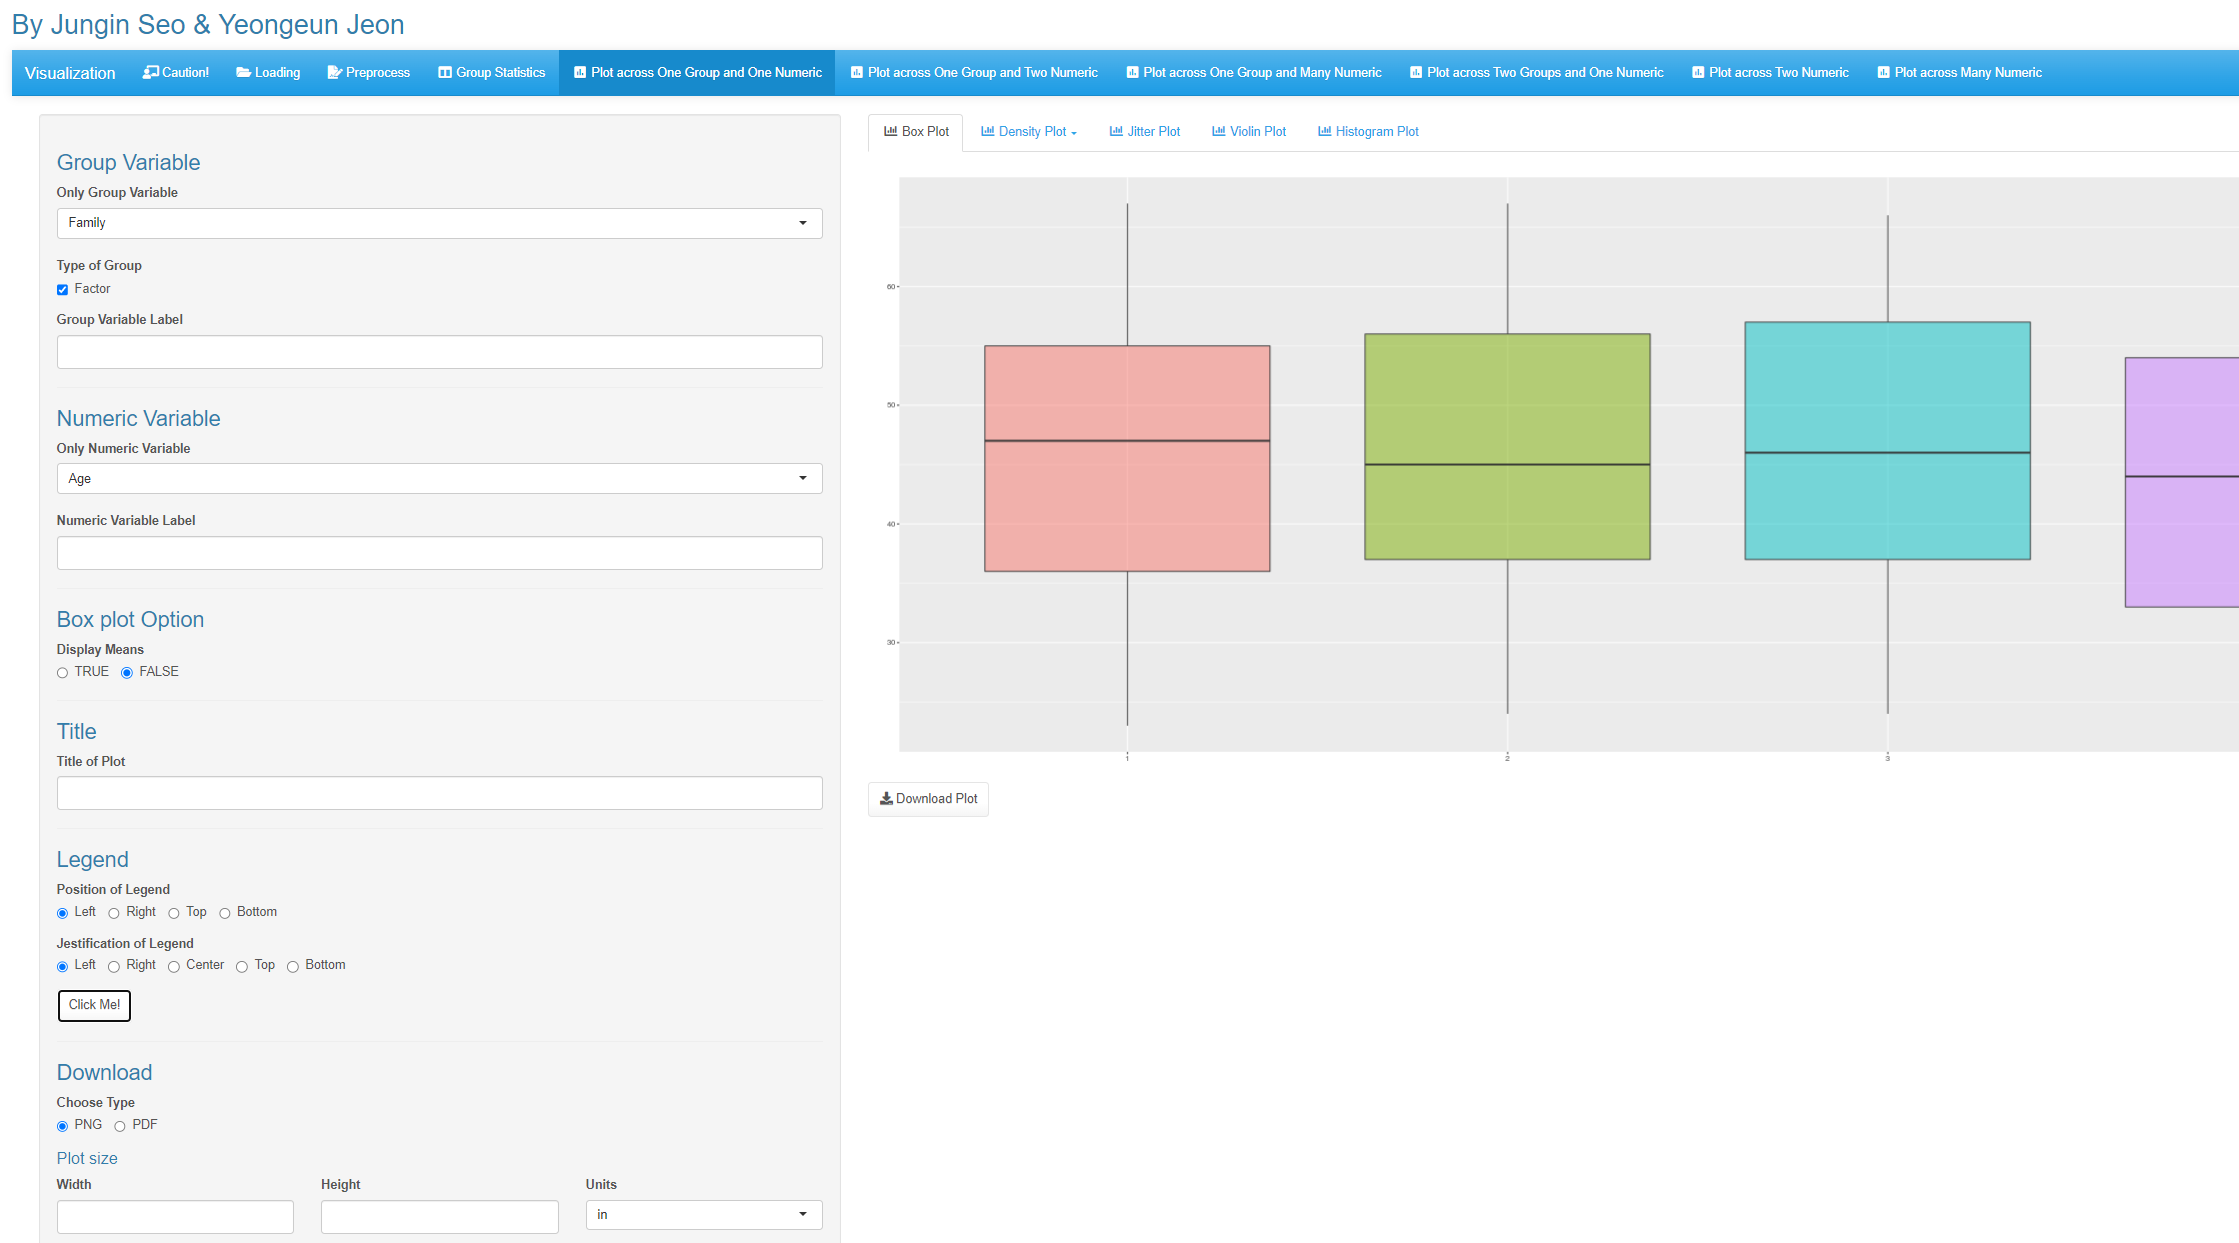 By Jungin Seo & Yeongeun Jeon
Visualization Caution! Loading Preprocess Group Statistics Plot across One Group and One Numeric Plot across One Group and Two Numeric Plot across One Group and Many Numeric Plot across Two Groups and One Numeric Plot across Two Numeric Plot across Many Numeric
Group Variable
Only Group Variable
Family
Type of Group
Factor
Group Variable Label
Numeric Variable
Only Numeric Variable
Age
Numeric Variable Label
Box plot Option
Display Means
TRUE FALSE
Title
Title of Plot
Legend
Position of Legend
Left Right Top Bottom
Jestification of Legend
Left Right Center Top Bottom
Click Me!
Download
Choose Type
PNG PDF
Plot size
Width Height Units
in
Box Plot Density Plot Jitter Plot Violin Plot Histogram Plot
60
50
40
30
1 2 3
Download Plot